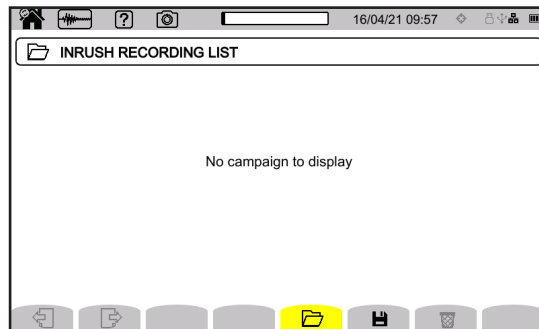 ?
16/04/21 09:57
INRUSH RECORDING LIST
No campaign to display